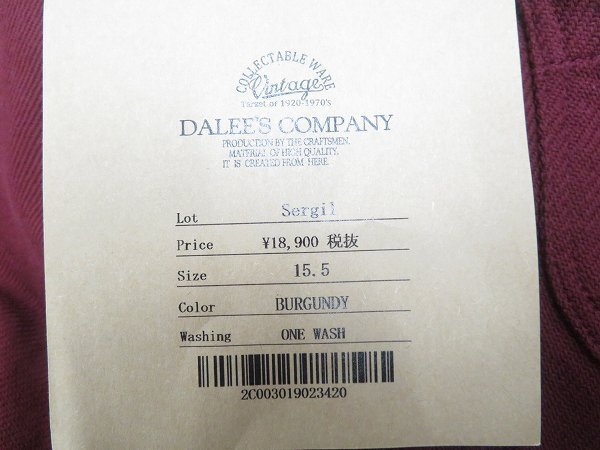 COLLECTABLE WARE
Vintage
Target of 1920-1970's
DALEE'S COMPANY
PRODUCTION BY THE CRAFTSMEN.
MATERIAL OF HIGH QUALITY.
IT IS CREATED FROM HERE.
Lot Sergil
Price ¥18,900 税抜
Size 15.5
Color BURGUNDY
Washing ONE WASH
2C003019023420